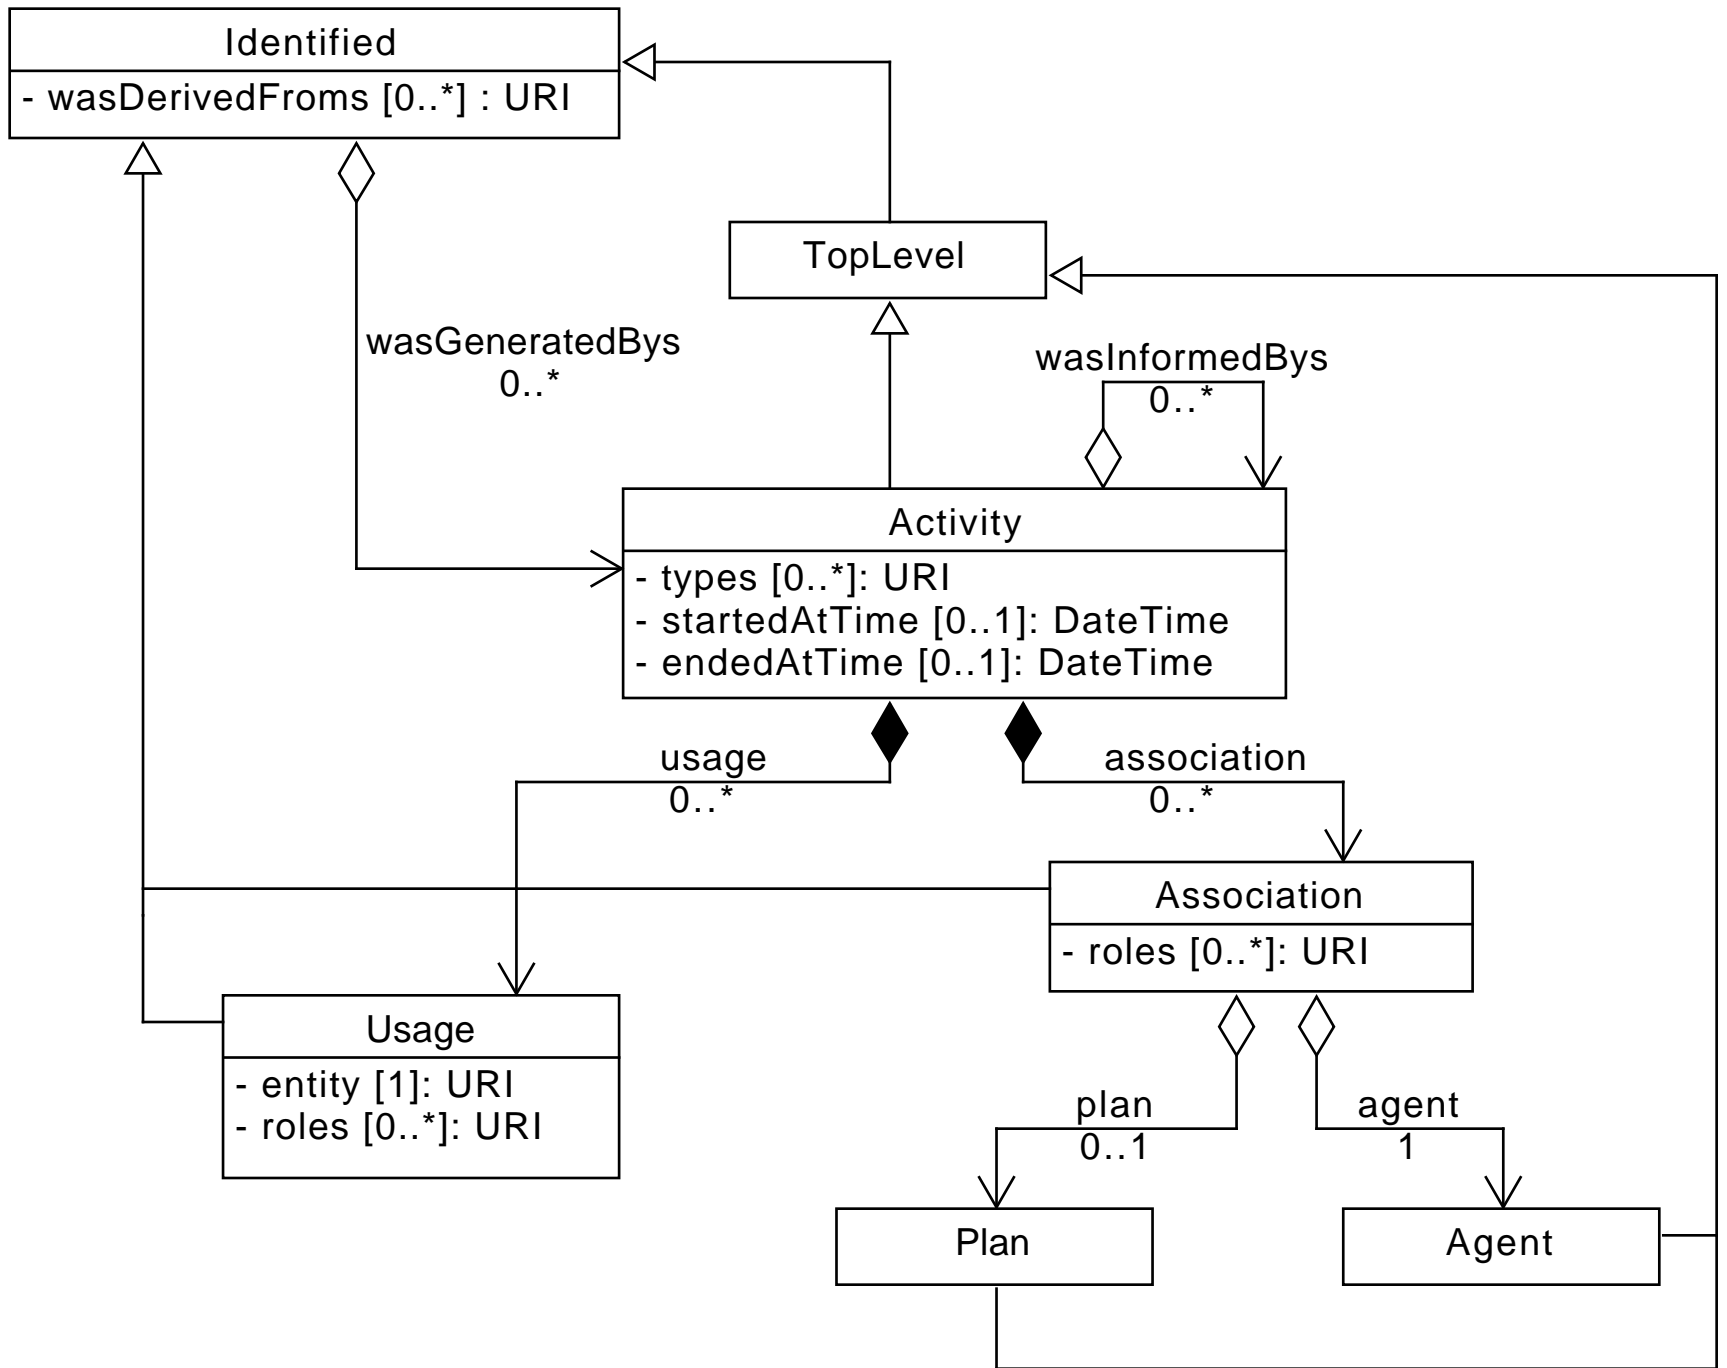 Identified
- wasDerivedFroms [0..*] : URI
TopLevel
wasGeneratedBys
0..*
wasInformedBys
0..*
Activity
- types [0..*]: URI
- startedAtTime [0..1]: DateTime
- endedAtTime [0..1]: DateTime
usage
0..*
association
0..*
Association
- roles [0..*]: URI
Usage
- entity [1]: URI
- roles [0..*]: URI
plan
0..1
agent
1
Plan
Agent